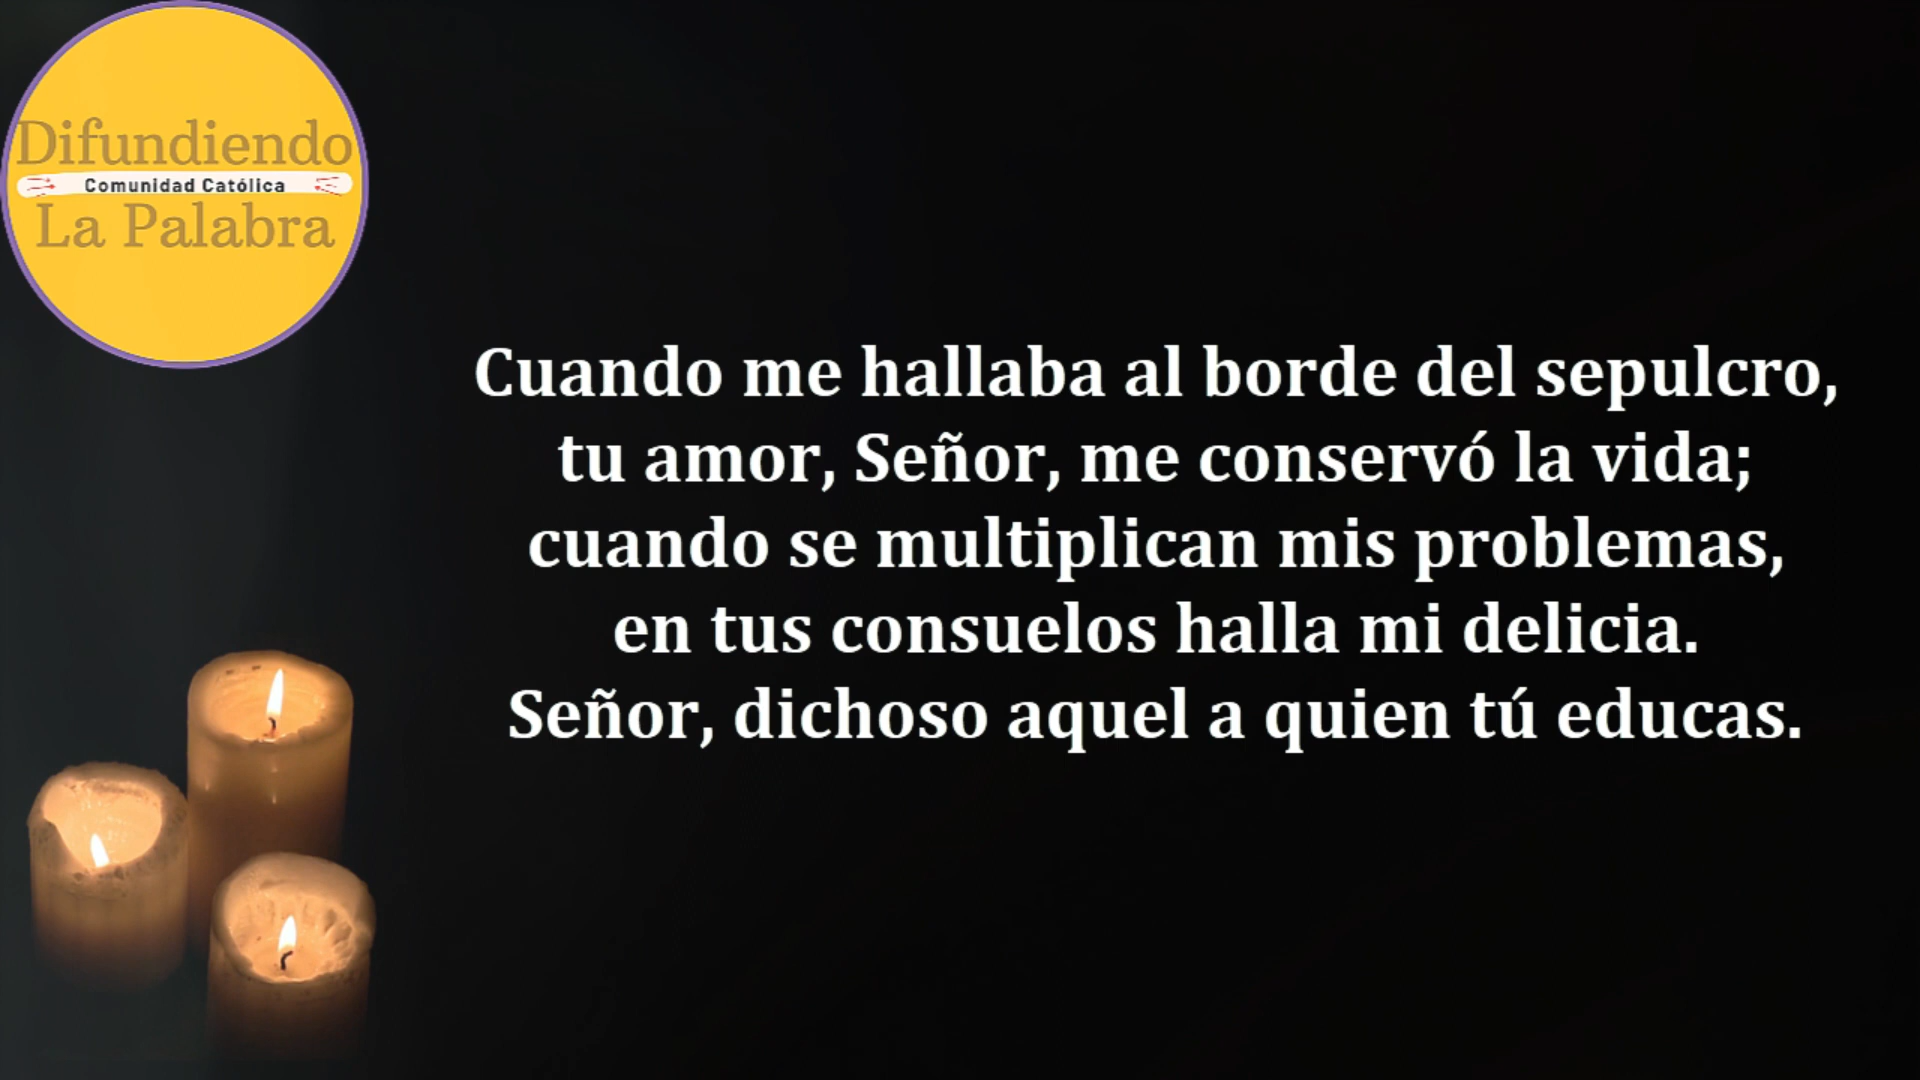 Difundiendo
Comunidad Católica
La Palabra
Cuando me hallaba al borde del sepulcro,
tu amor, Señor, me conservó la vida;
cuando se multiplican mis problemas,
en tus consuelos halla mi delicia.
Señor, dichoso aquel a quien tú educas.